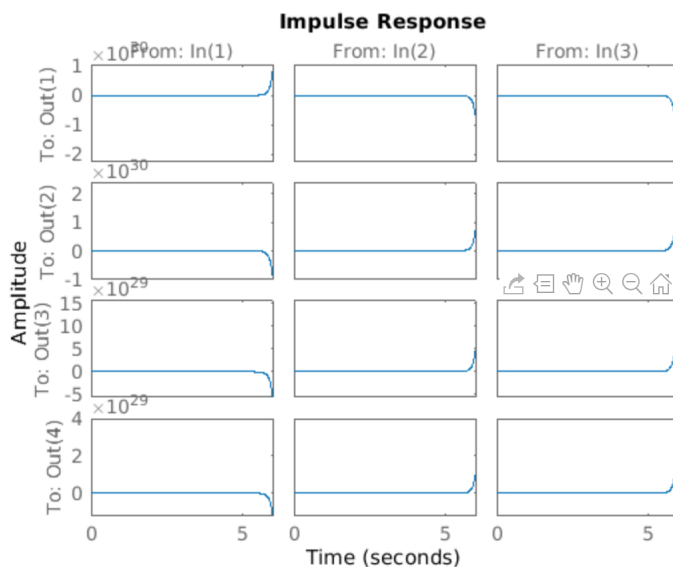 Impulse Response
From: In(1) From: In(2) From: In(3)
×10^30
To: Out(1)
1
0
-1
-2
×10^30
To: Out(2)
2
1
0
-1
×10^29
To: Out(3)
15
10
5
0
-5
×10^29
To: Out(4)
4
2
0
0 5 0 5 0 5
Amplitude
Time (seconds)